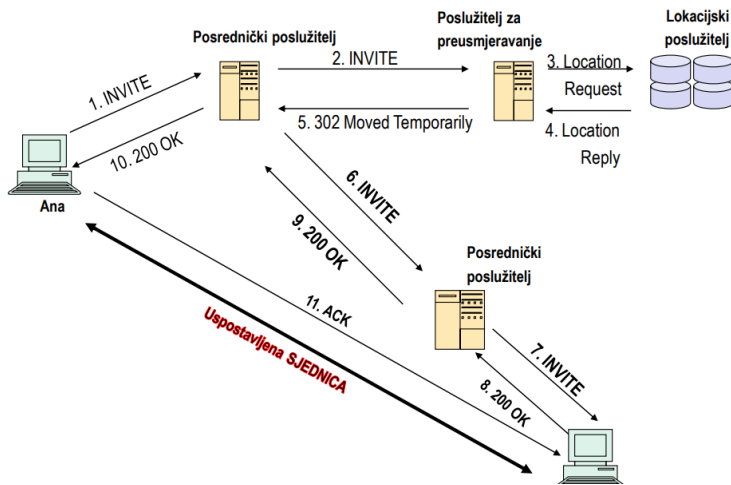 Posrednički poslužitelj
Poslužitelj za
preusmjeravanje
Lokacijski
poslužitelj
1. INVITE
2. INVITE
3. Location
Request
4. Location
Reply
5. 302 Moved Temporarily
10. 200 OK
Ana
6. INVITE
9. 200 OK
Posrednički
poslužitelj
11. ACK
Uspostavljena SJEDNICA
7. INVITE
8. 200 OK